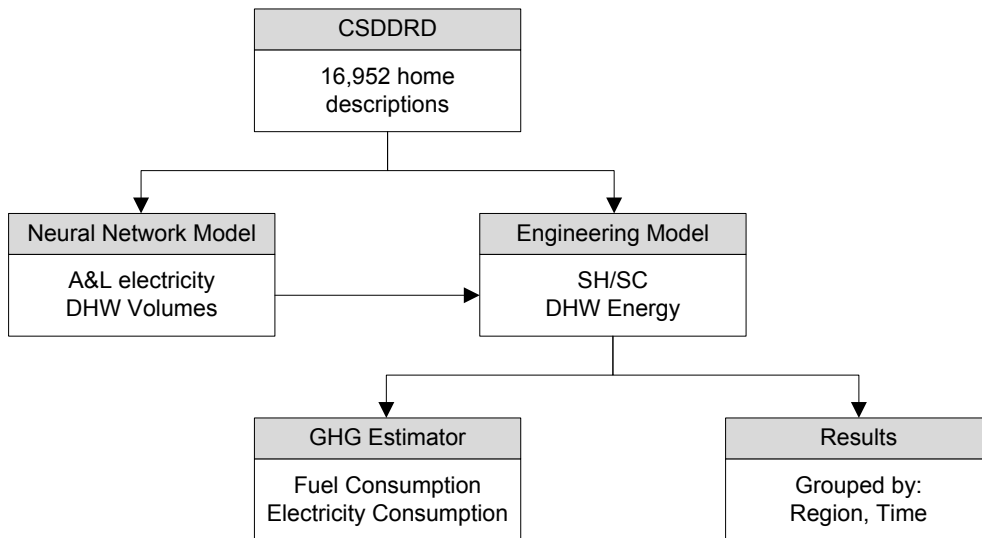 CSDDRD
16,952 home
descriptions
Neural Network Model
A&L electricity
DHW Volumes
Engineering Model
SH/SC
DHW Energy
GHG Estimator
Fuel Consumption
Electricity Consumption
Results
Grouped by:
Region, Time